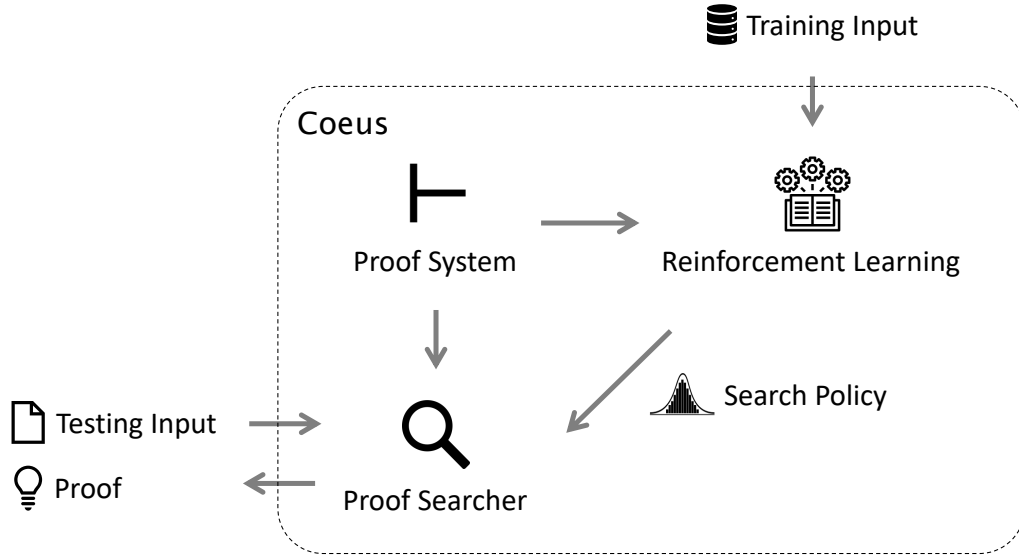 Training Input
Coeus
Proof System
Reinforcement Learning
Search Policy
Testing Input
Proof
Proof Searcher